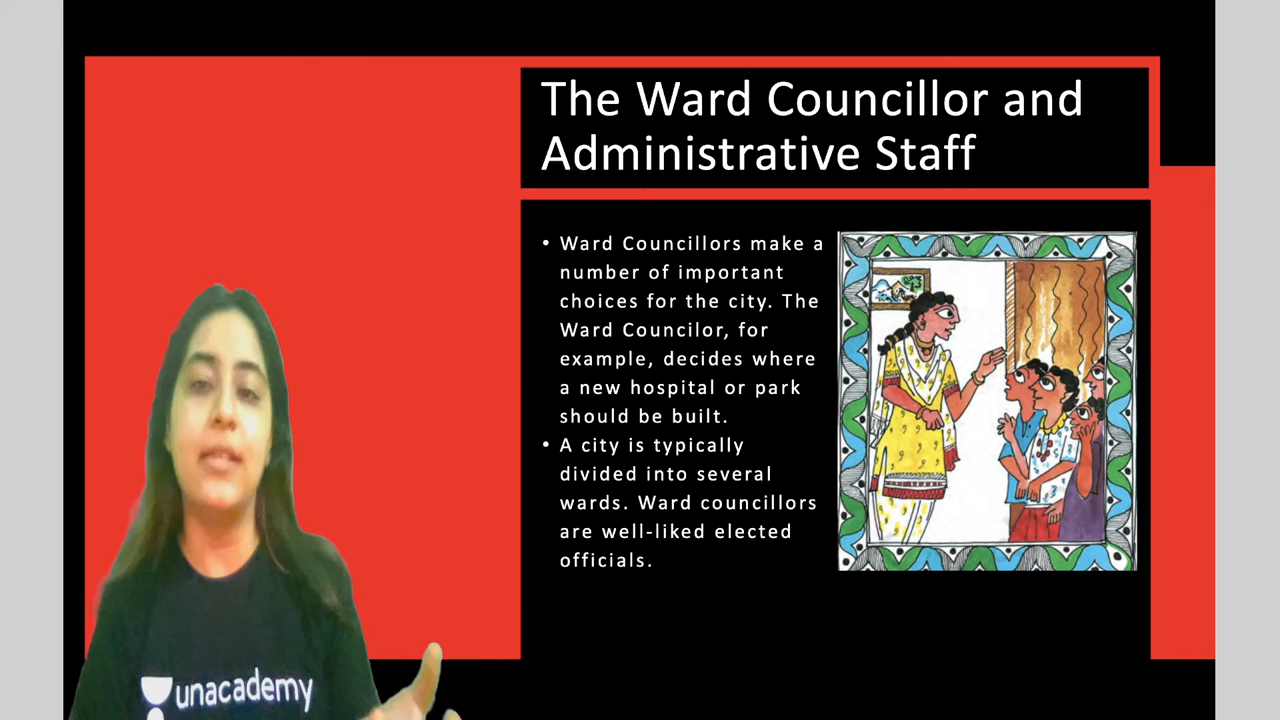 The Ward Councillor and
Administrative Staff
• Ward Councillors make a
number of important
choices for the city. The
Ward Councilor, for
example, decides where
a new hospital or park
should be built.
• A city is typically
divided into several
wards. Ward councillors
are well-liked elected
officials.
unacademy